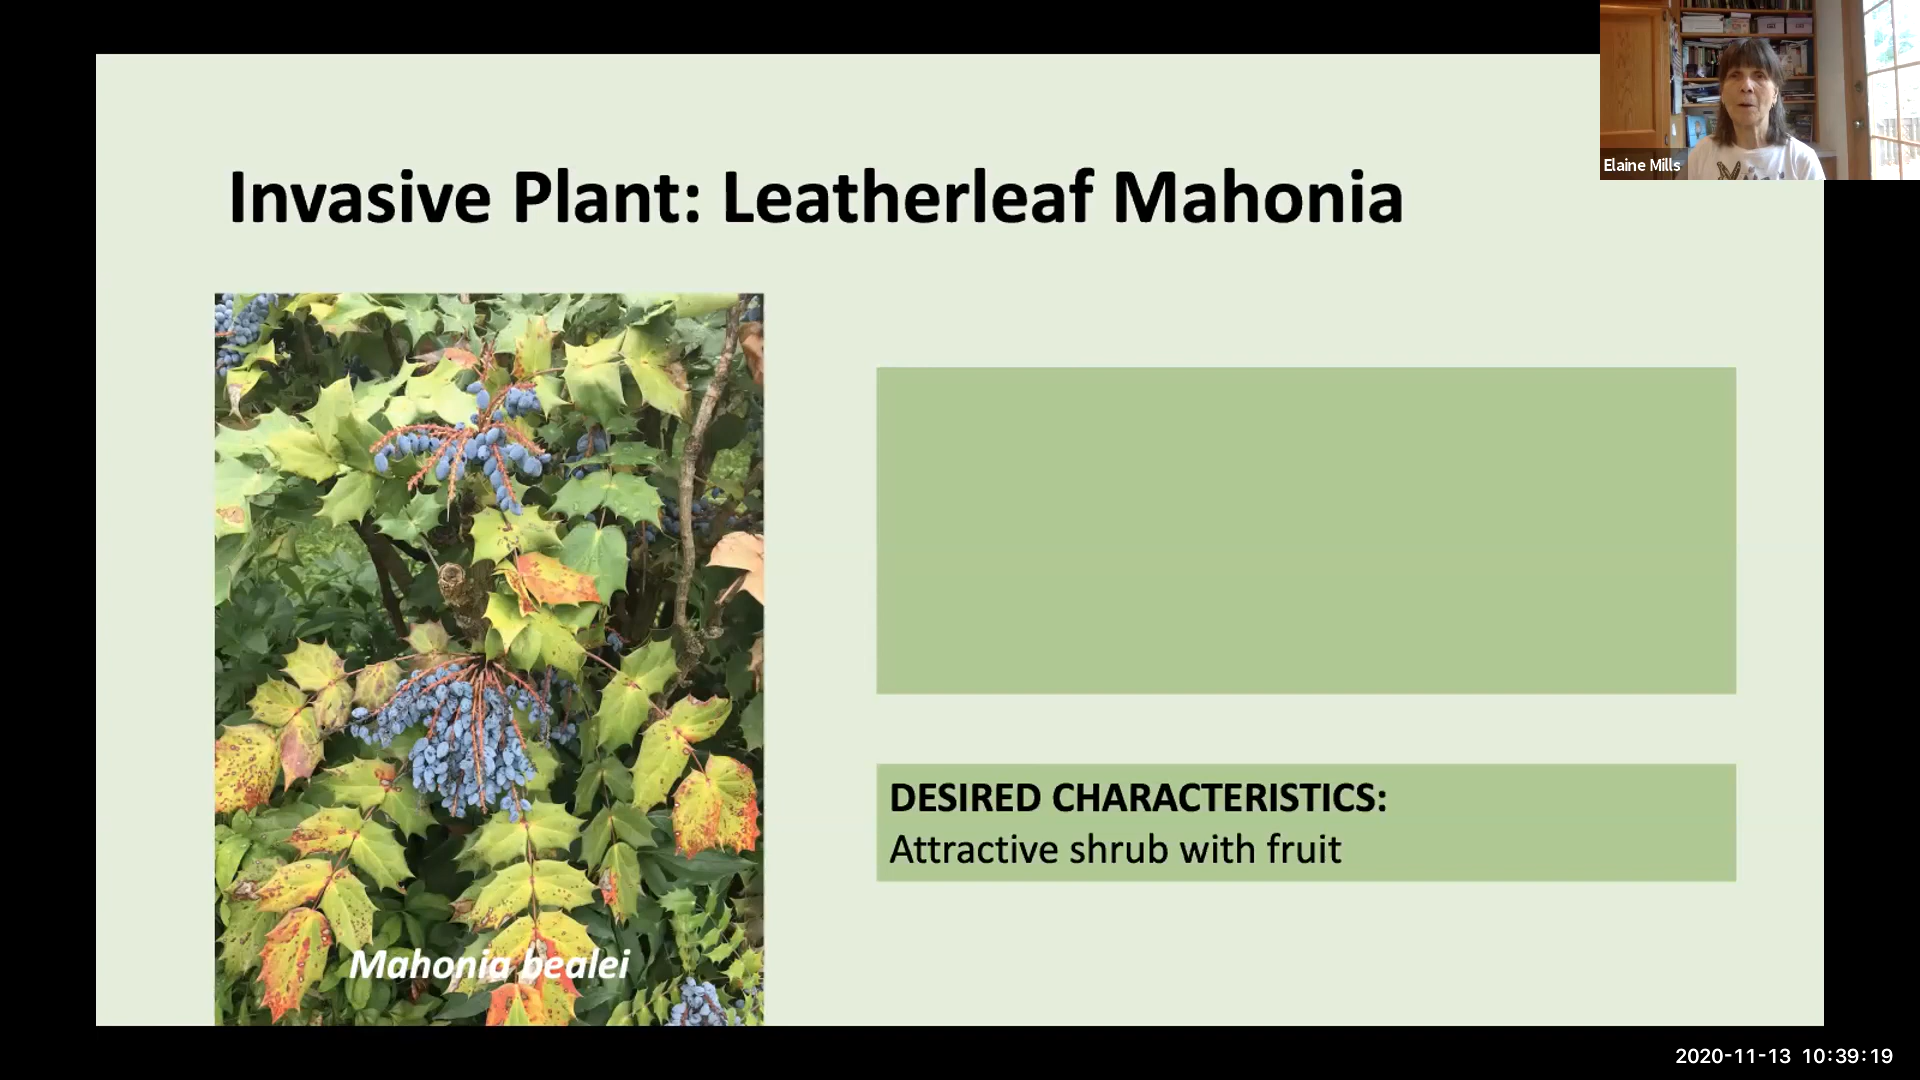 Elaine Mills
Invasive Plant: Leatherleaf Mahonia
DESIRED CHARACTERISTICS:
Attractive shrub with fruit
Mahonia bealei
2020-11-13 10:39:19